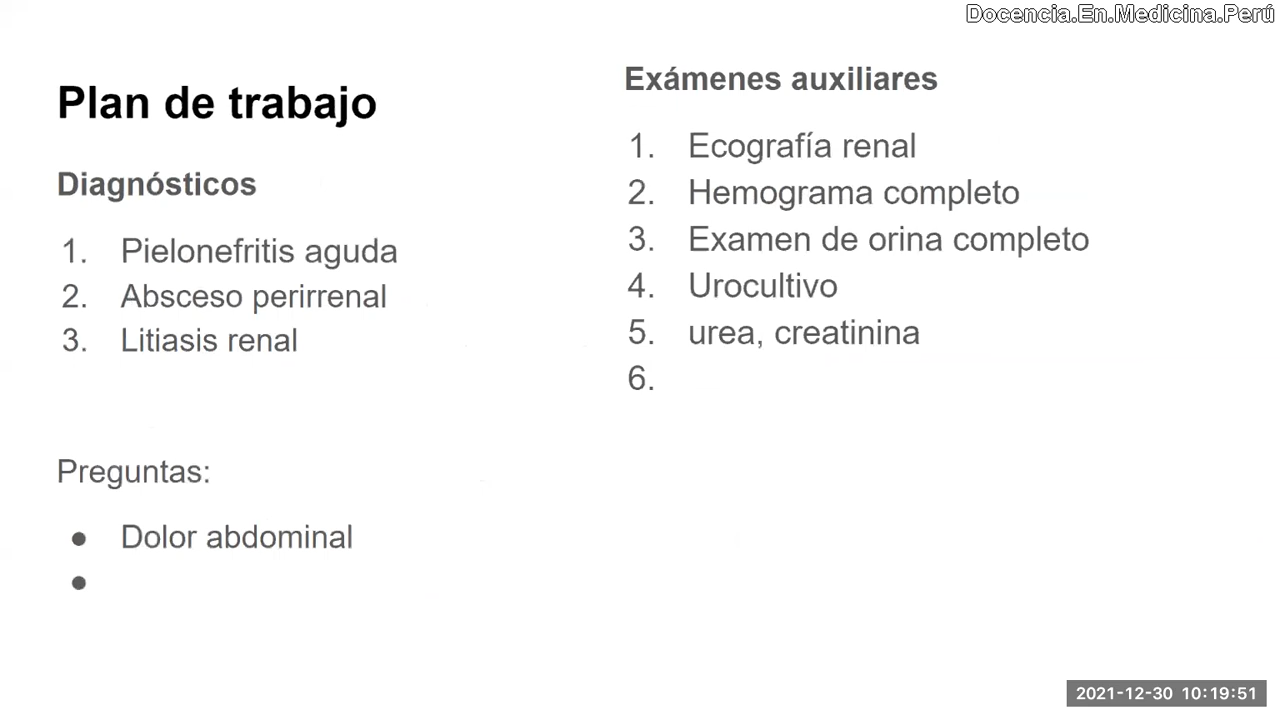 Docencia.En.Medicina.Perú
Plan de trabajo
Diagnósticos
1. Pielonefritis aguda
2. Absceso perirrenal
3. Litiasis renal
Preguntas:
● Dolor abdominal
●
Exámenes auxiliares
1. Ecografía renal
2. Hemograma completo
3. Examen de orina completo
4. Urocultivo
5. urea, creatinina
6.
2021-12-30 10:19:51